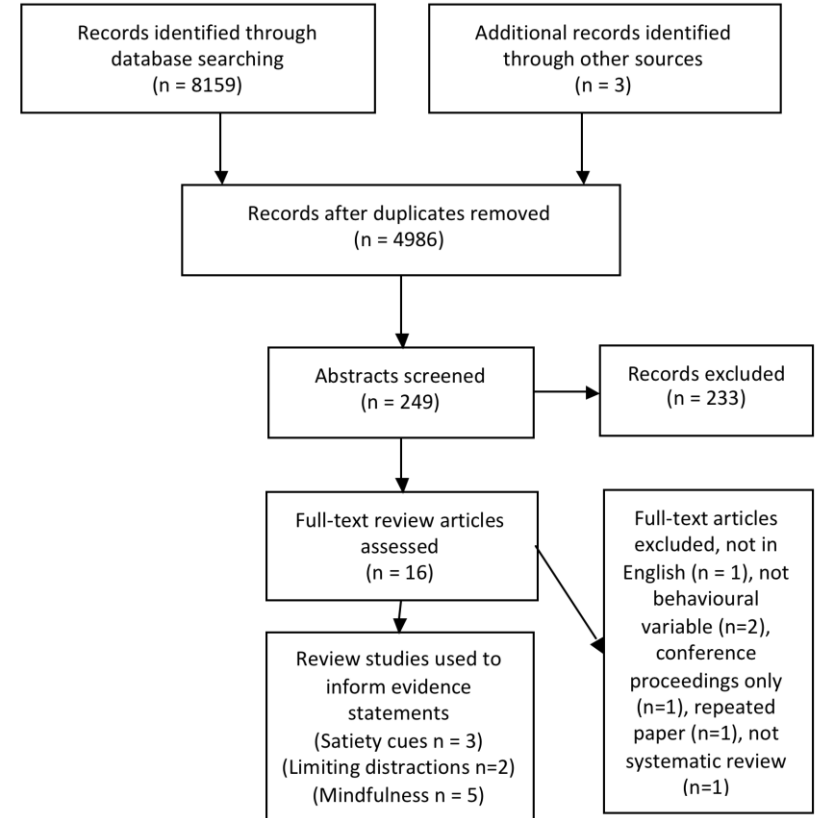 Records identified through
database searching
(n = 8159)
Additional records identified
through other sources
(n = 3)
Records after duplicates removed
(n = 4986)
Abstracts screened
(n = 249)
Records excluded
(n = 233)
Full-text review articles
assessed
(n = 16)
Full-text articles
excluded, not in
English (n = 1), not
behavioural
variable (n=2),
conference
proceedings only
(n=1), repeated
paper (n=1), not
systematic review
(n=1)
Review studies used to
inform evidence
statements
(Satiety cues n = 3)
(Limiting distractions n=2)
(Mindfulness n = 5)